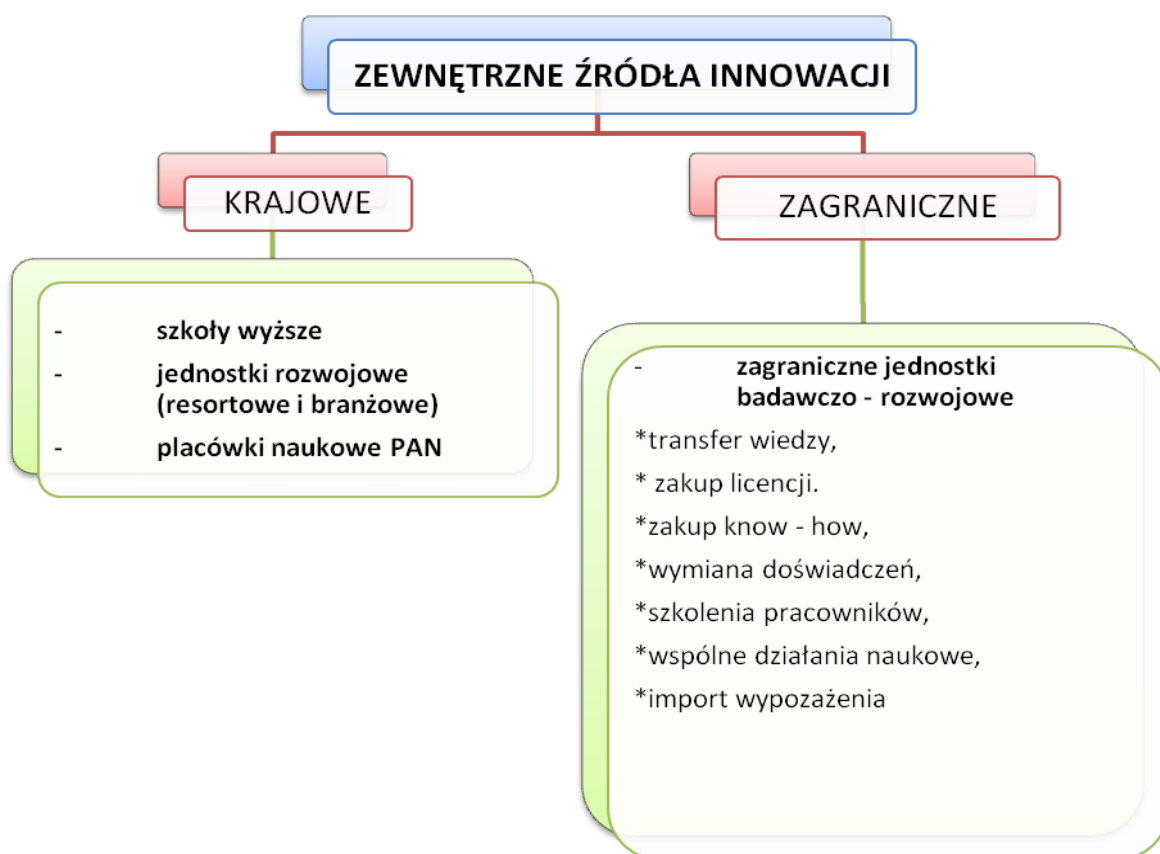 ZEWNĘTRZNE ŹRÓDŁA INNOWACJI
KRAJOWE
- szkoły wyższe
- jednostki rozwojowe
(resortowe i branżowe)
- placówki naukowe PAN
ZAGRANICZNE
- zagraniczne jednostki
badawczo - rozwojowe
*transfer wiedzy,
* zakup licencji.
*zakup know - how,
*wymiana doświadczeń,
*szkolenia pracowników,
*wspólne działania naukowe,
*import wypozażenia